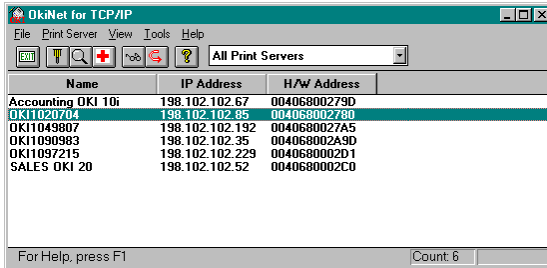 OkiNet for TCP/IP
File Print Server View Tools Help
EXIT All Print Servers
Name IP Address H/W Address
Accounting OKI 10i 198.102.102.67 00406800279D
OKI1020704 198.102.102.85 004068002780
OKI1049807 198.102.102.192 0040680027A5
OKI1090983 198.102.102.35 004068002A9D
OKI1097215 198.102.102.229 0040680002D1
SALES OKI 20 198.102.102.52 0040680002C0
For Help, press F1 Count: 6